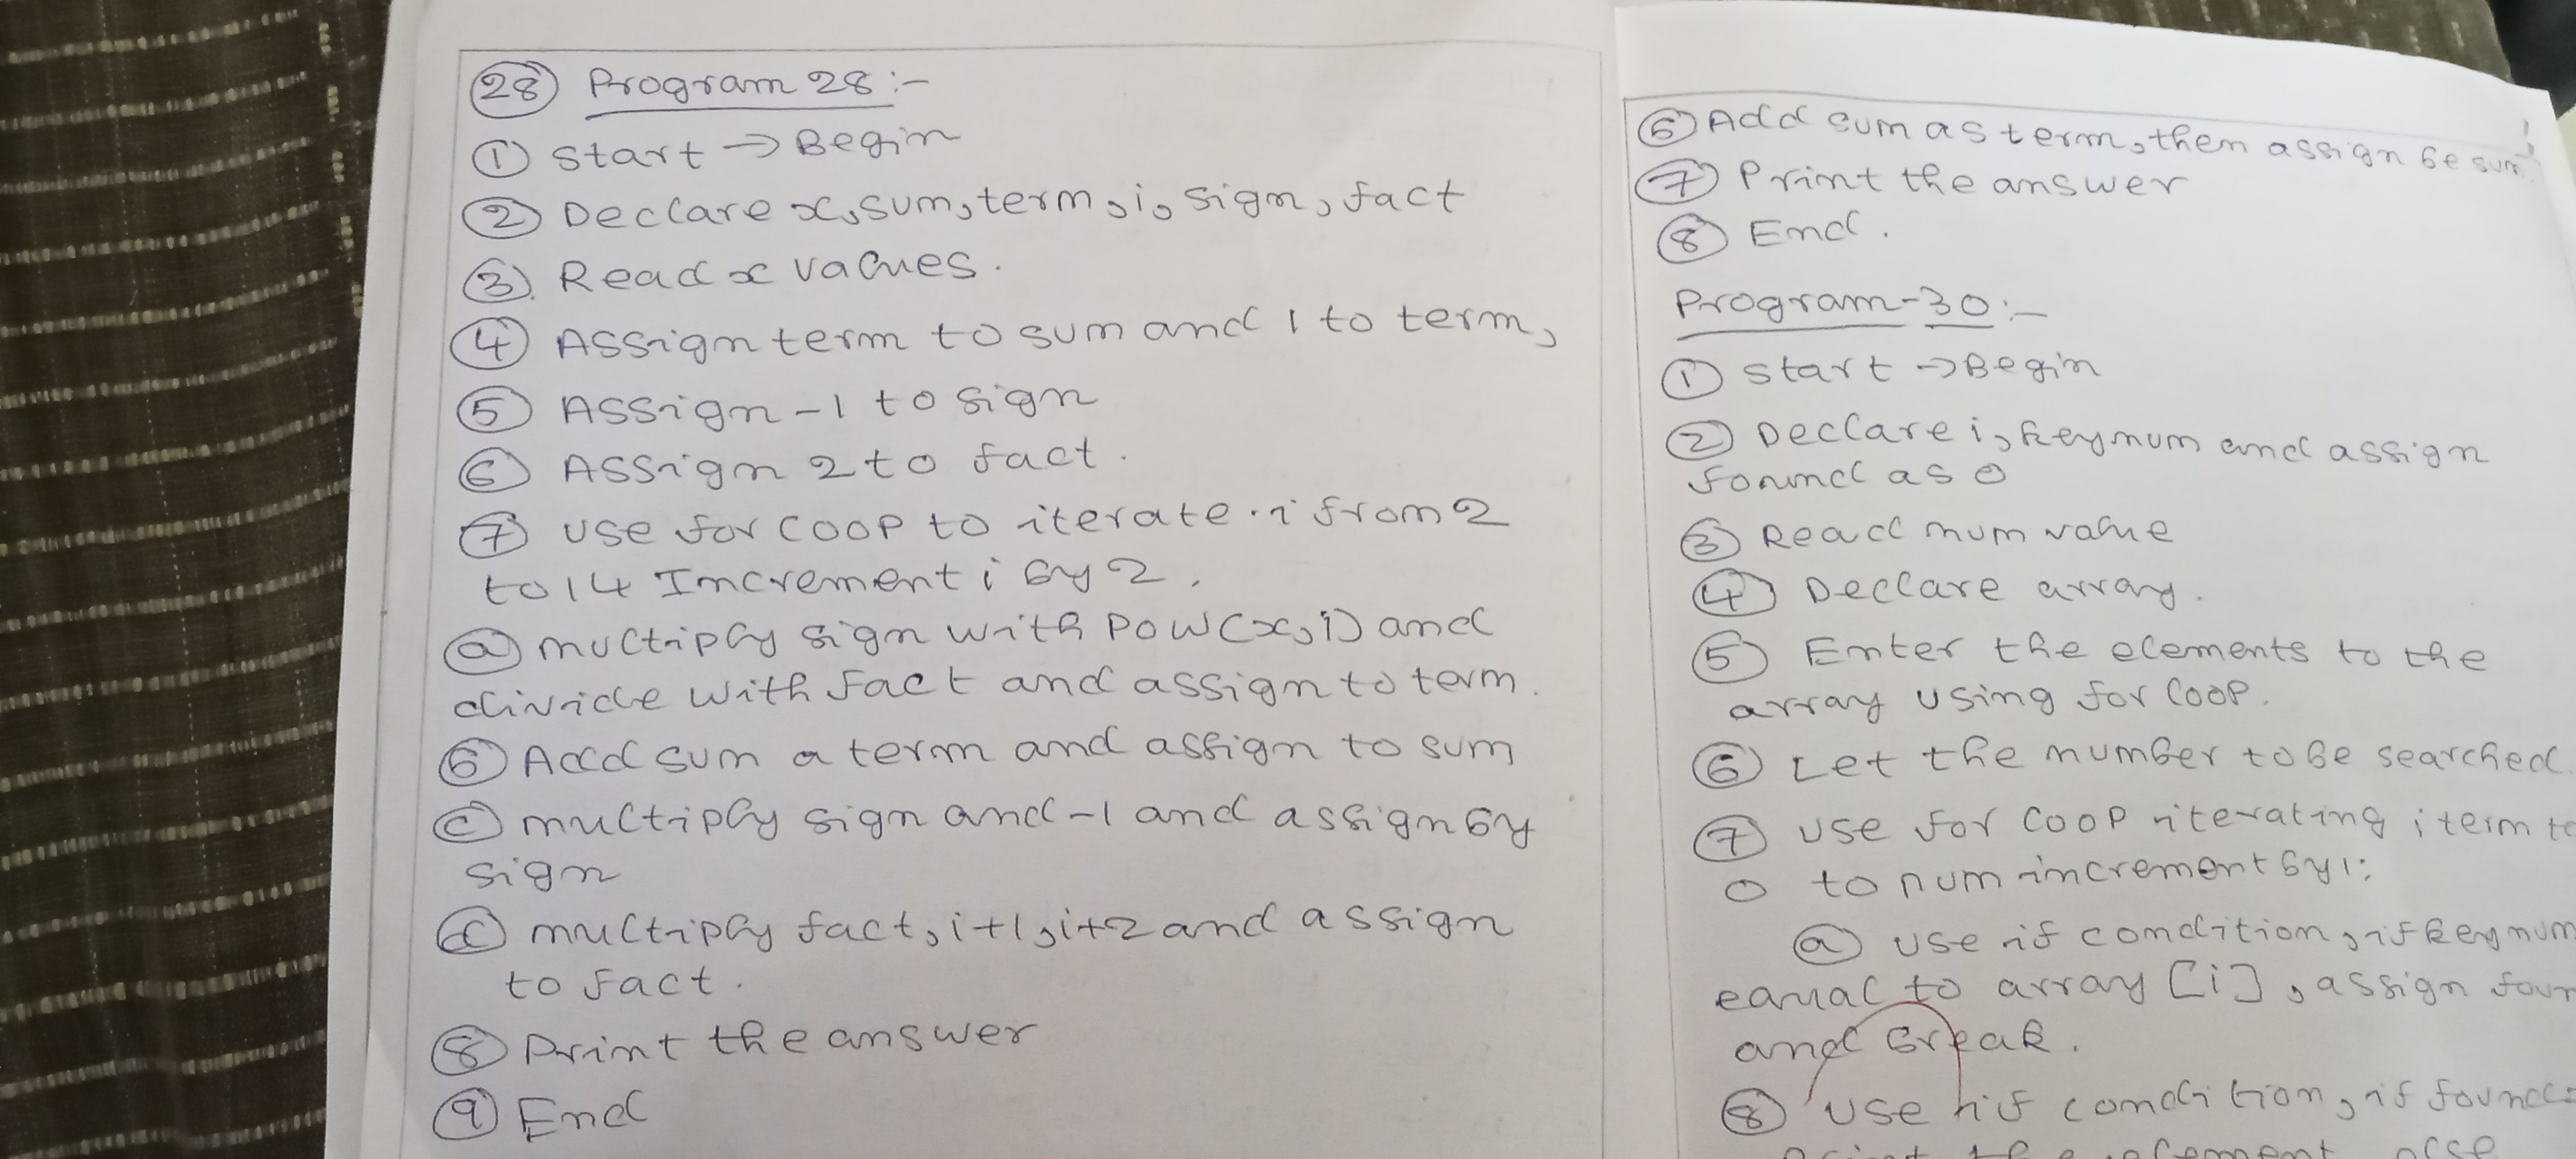 28 Program 28:-
① Start → Begin
② Declare x, sum, term, i, sign, fact
③ Read x values.
④ Assign term to sum and 1 to term,
⑤ Assign -1 to sign
⑥ Assign 2 to fact.
⑦ use for loop to iterate i from 2
to 14 Increment i by 2.
ⓐ multiply sign with pow(x,i) and
divide with fact and assign to term.
ⓑ Add sum a term and assign to sum
ⓒ multiply sign and -1 and assign by
sign
ⓓ multiply fact, i+1, i+2 and assign
to fact.
⑧ Print the answer
⑨ End
⑥ Add sum as term, then assign be sum
⑦ Print the answer
⑧ End.
Program-30:-
① Start → Begin
② Declare i, keynum and assign
found as 0
③ Read num value
④ Declare array.
⑤ Enter the elements to the
array using for loop.
⑥ Let the number to be searched.
⑦ use for loop iterating i
0 to num increment by 1:
ⓐ use if condition, if keynum
equal to array [i], assign
and break.
⑧ use if condition, if found